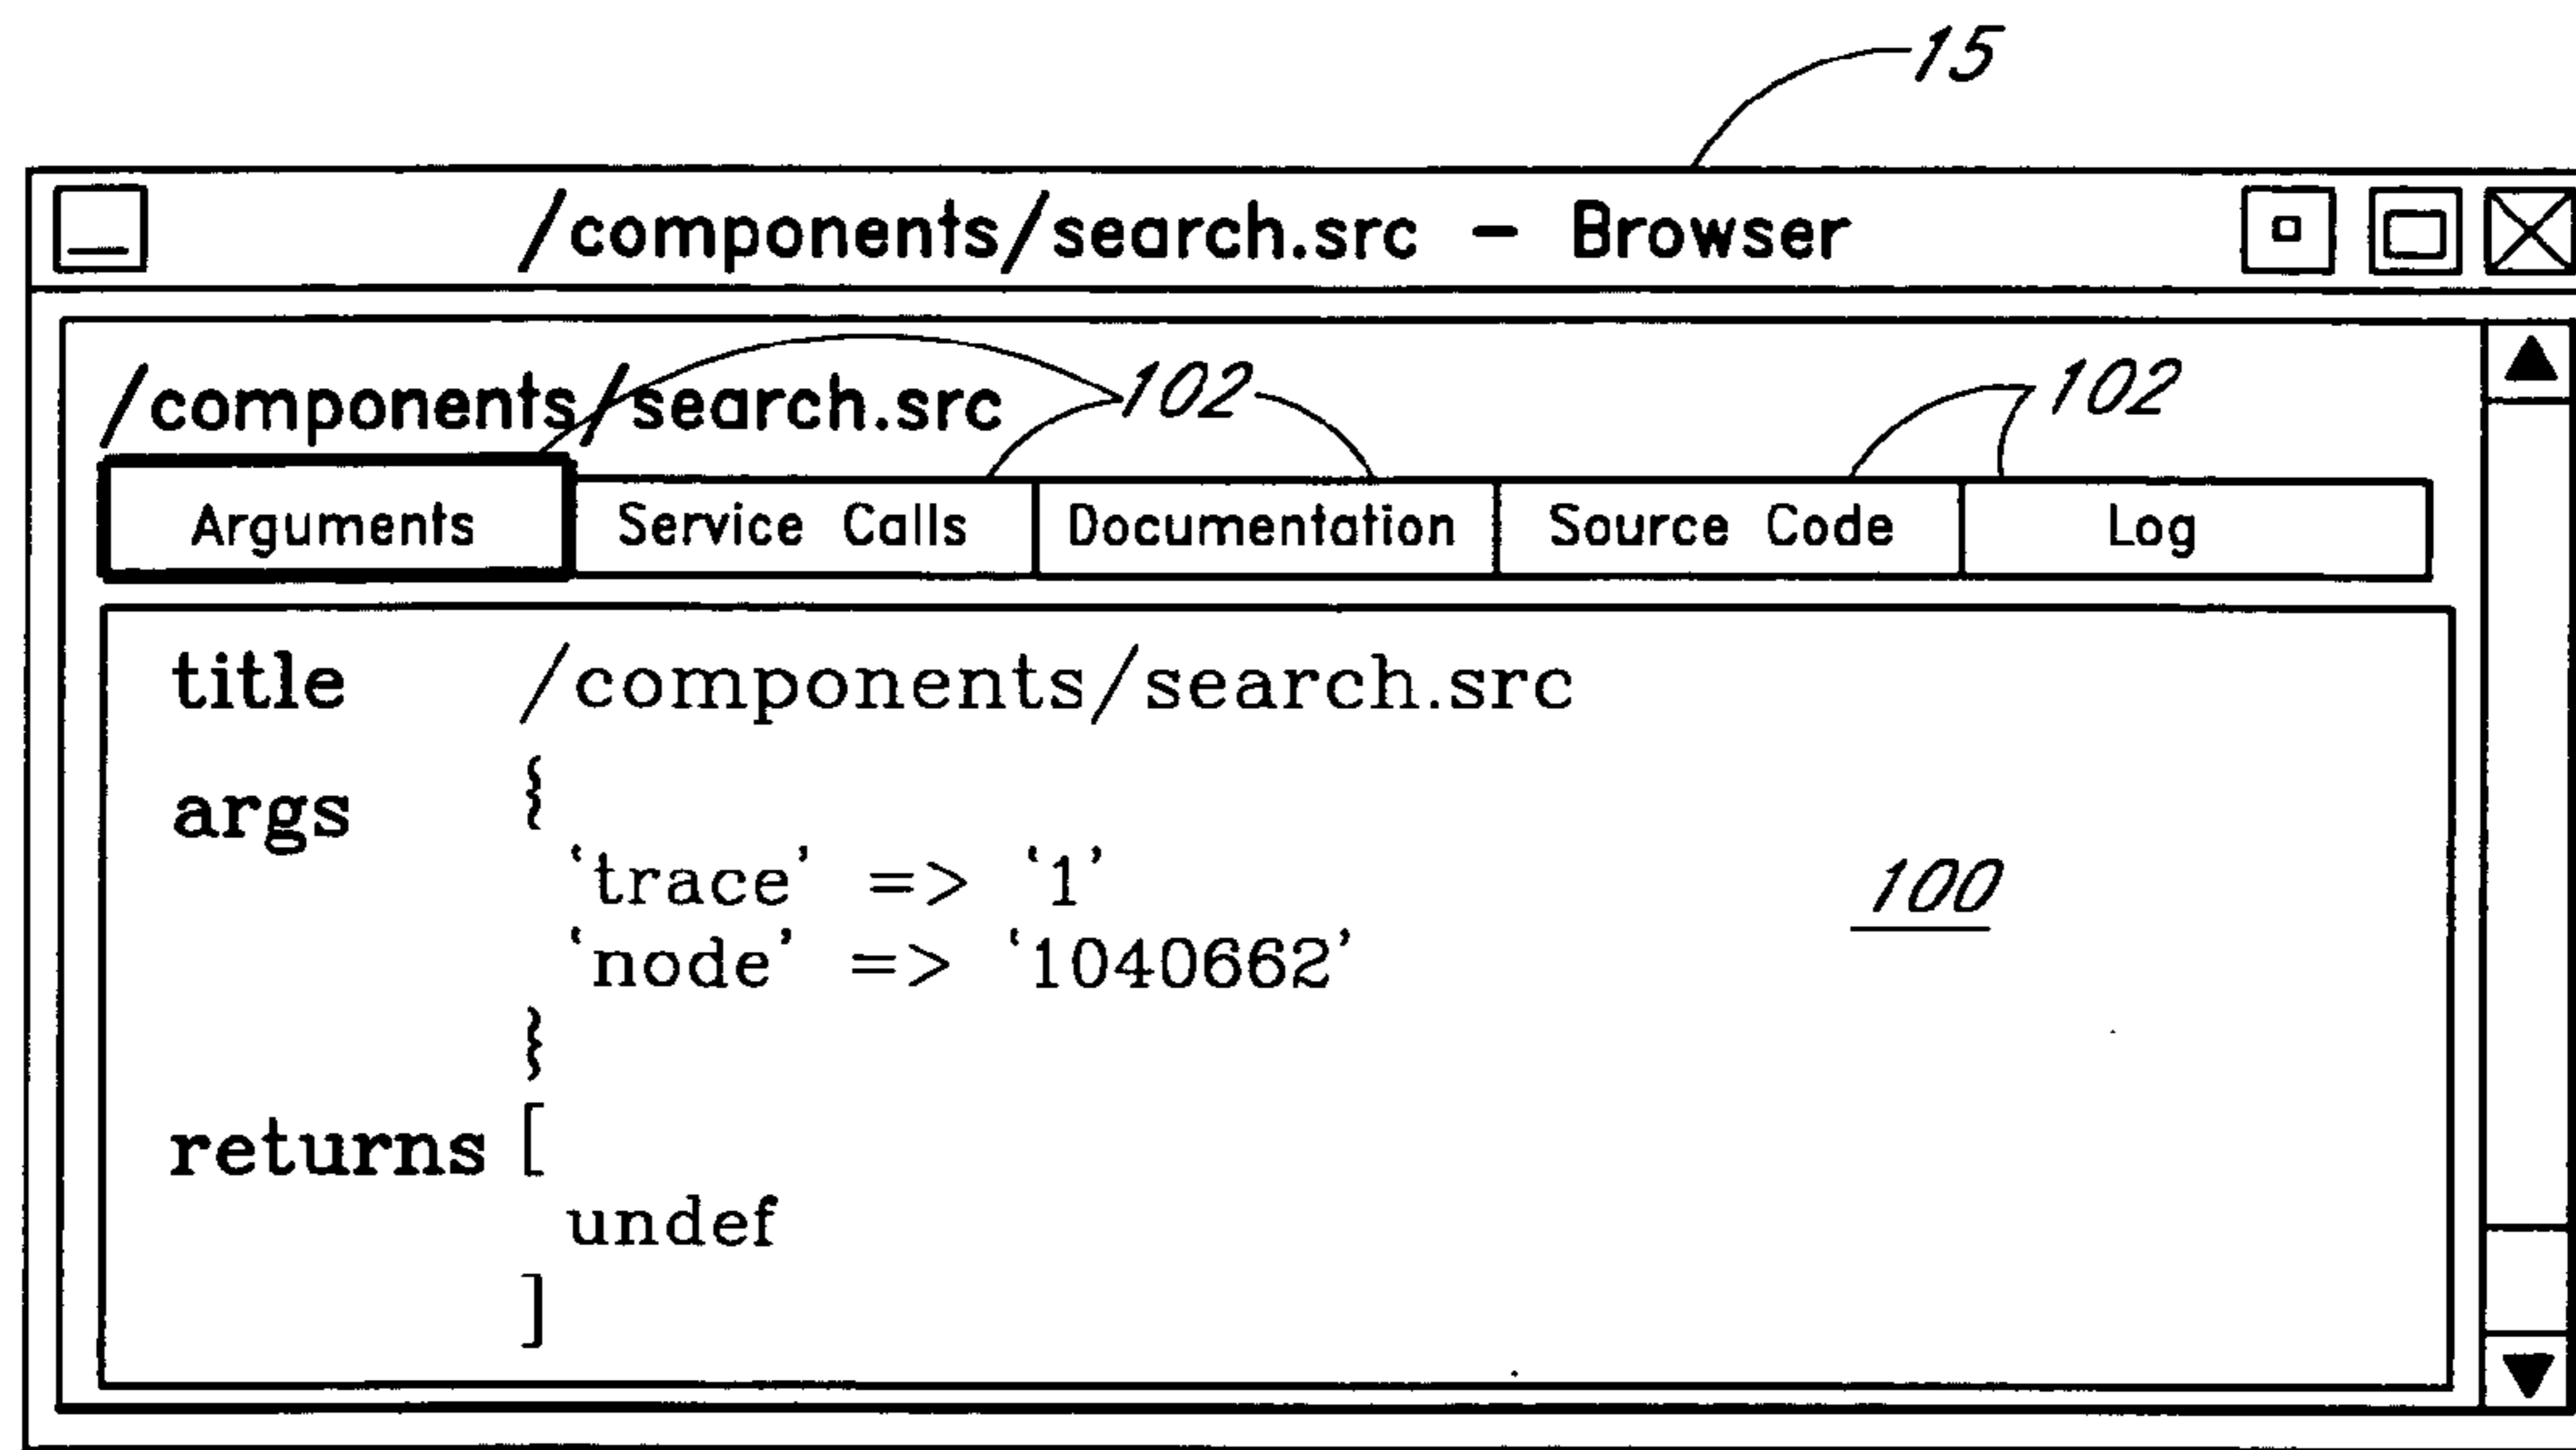 15
/components/search.src - Browser
/components/search.src 102 102
Arguments Service Calls Documentation Source Code Log
title /components/search.src
args {
‘trace’ => ‘1’
100
‘node’ => ‘1040662’
}
returns [
undef
]